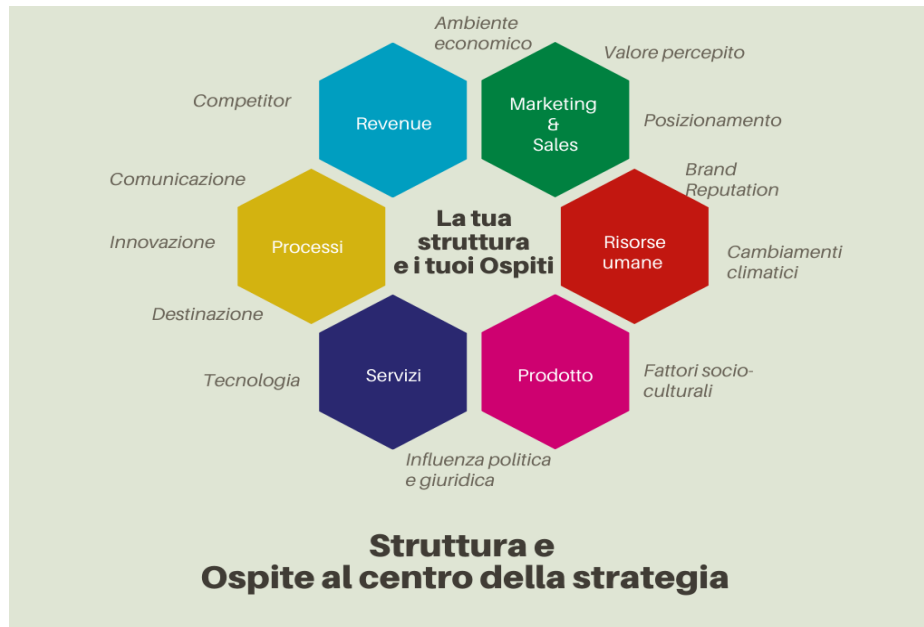 Ambiente
economico
Valore percepito
Competitor
Revenue
Marketing
&
Sales
Posizionamento
Comunicazione
Brand
Reputation
La tua
struttura
e i tuoi Ospiti
Innovazione
Processi
Risorse
umane
Cambiamenti
climatici
Destinazione
Tecnologia
Servizi
Prodotto
Fattori socio-
culturali
Influenza politica
e giuridica
Struttura e
Ospite al centro della strategia